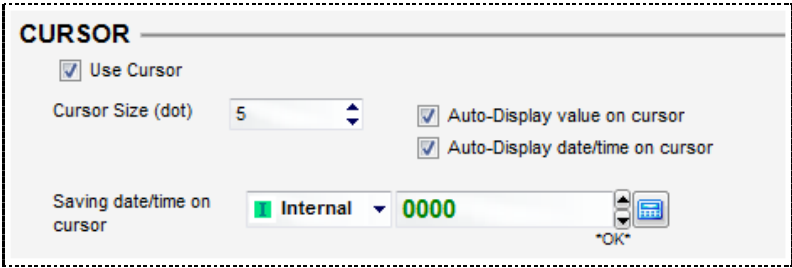 CURSOR
Use Cursor
Cursor Size (dot) 5
Auto-Display value on cursor
Auto-Display date/time on cursor
Saving date/time on
cursor
I Internal 0000
*OK*